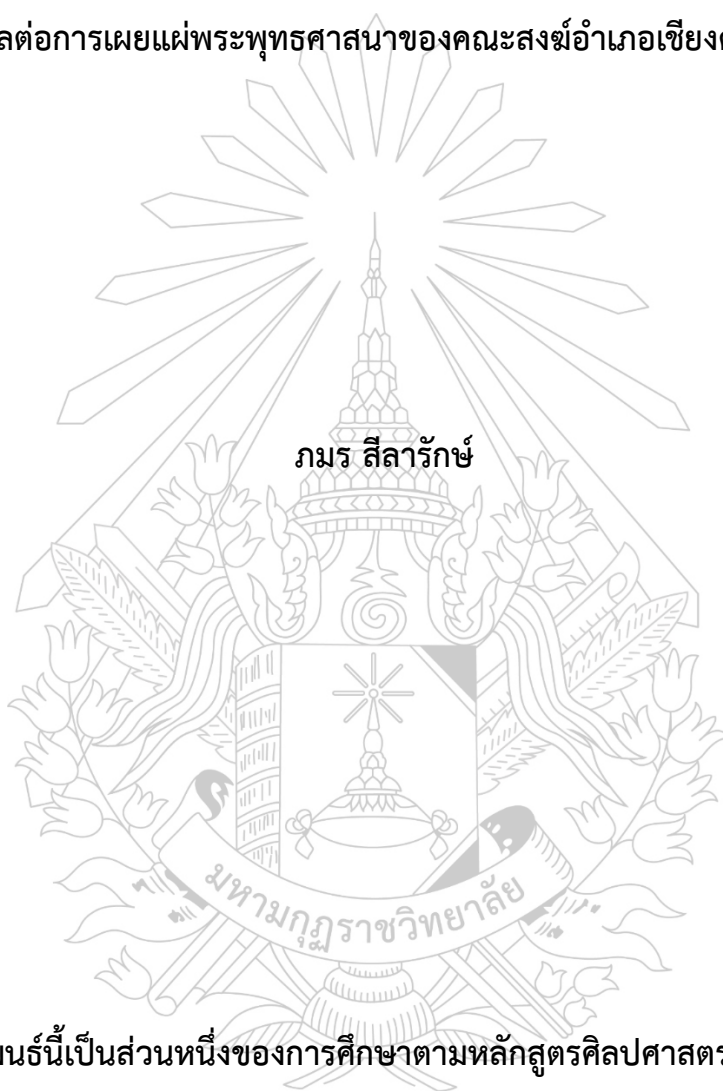 ลต่อการเผยแผ่พระพุทธศาสนาของคณะสงฆ์อำเภอเชียงค
ภมร สีลารักษ์
มหามกุฏราชวิทยาลัย
นธ์นี้เป็นส่วนหนึ่งของการศึกษาตามหลักสูตรศิลปศาสตร